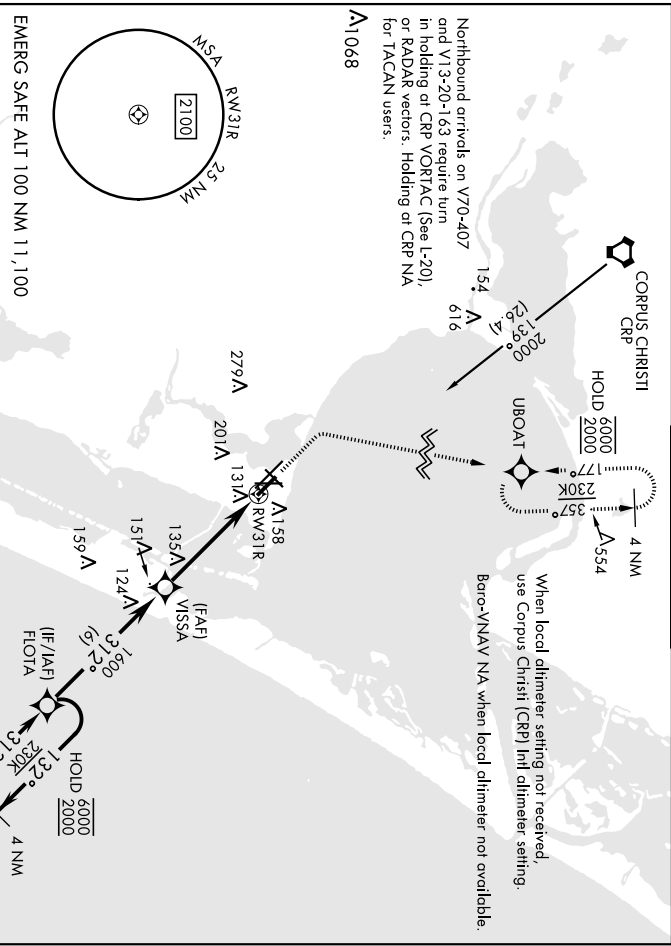 CORPUS CHRISTI
CRP
2000
139°
(26.4)
154
616
1068
Northbound arrivals on V70-407
and V13-20-163 require turn
in holding at CRP VORTAC (See L-20),
or RADAR vectors. Holding at CRP NA
for TACAN users.
HOLD 6000
2000
UBOAT
177°
230K
357°
4 NM
554
When local altimeter setting not received,
use Corpus Christi (CRP) Intl altimeter setting.
Baro-VNAV NA when local altimeter not available.
MSA RW31R 25 NM
2100
EMERG SAFE ALT 100 NM 11,100
279
201
131
158
RW31R
135
151
159
124
(FAF)
VISSA
1600
312°
(6)
(IF/IAF)
FLOTA
HOLD 6000
2000
132°
230K
4 NM